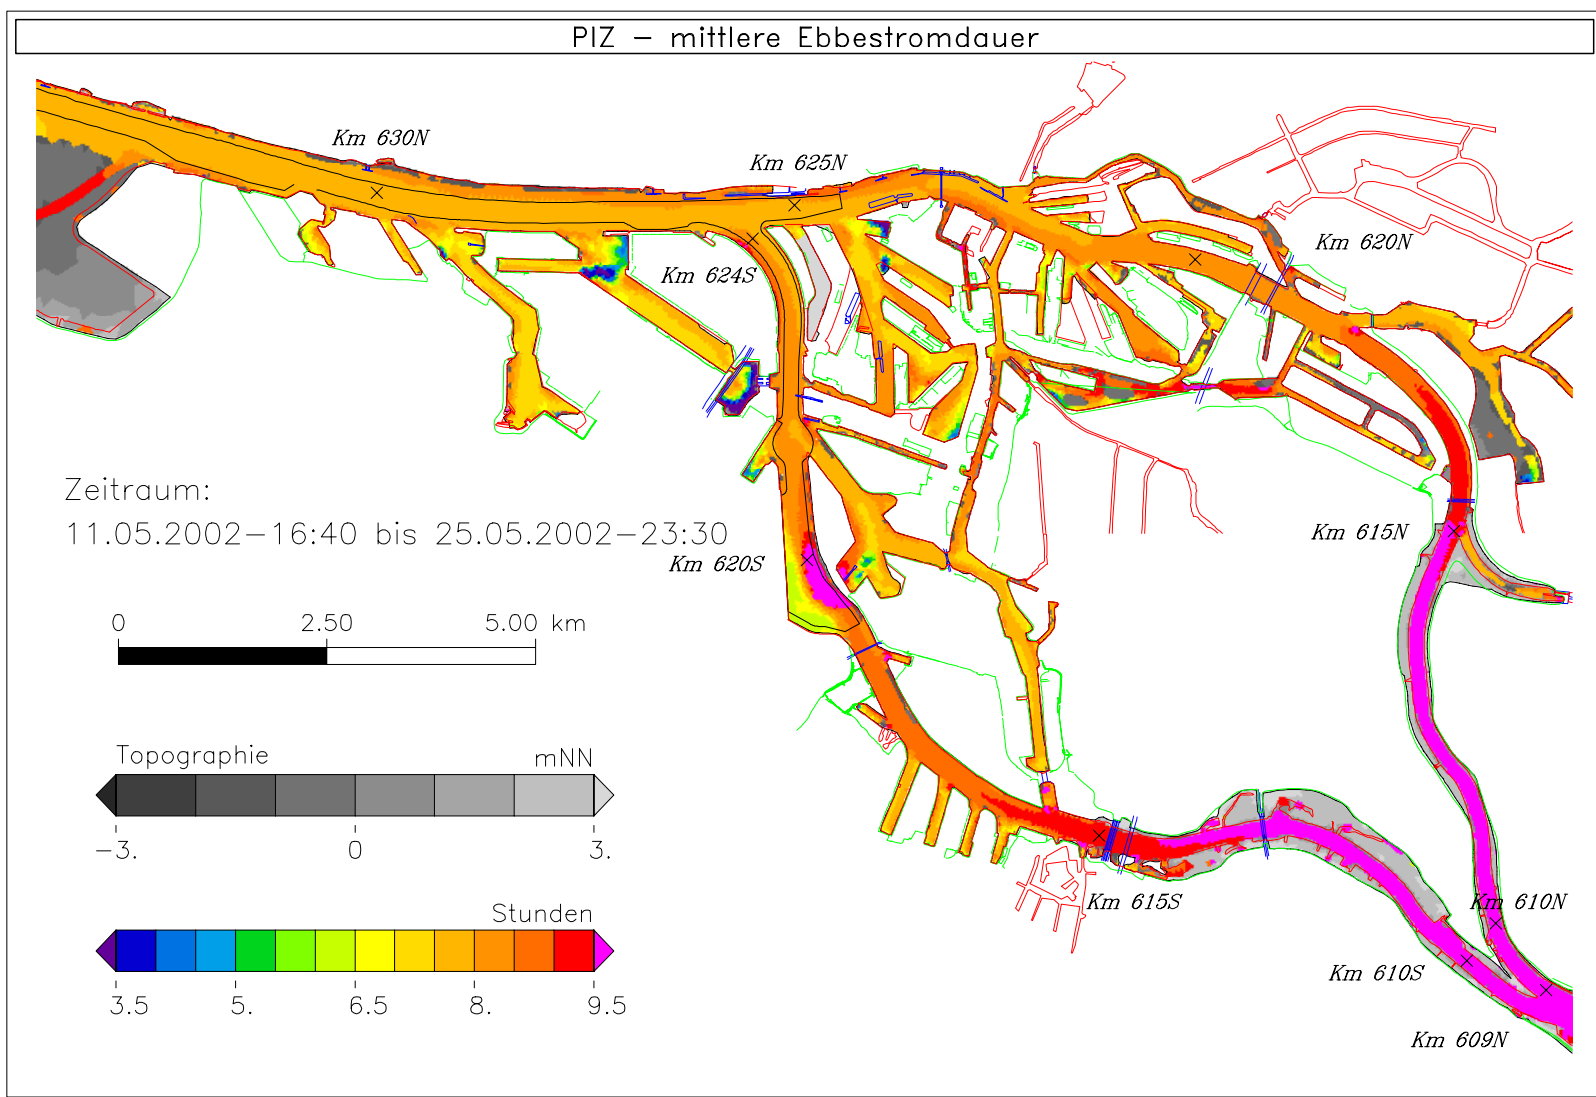 PIZ - mittlere Ebbestromdauer
Km 630N
Km 625N
Km 620N
Km 624S
Zeitraum:
11.05.2002-16:40 bis 25.05.2002-23:30
Km 615N
Km 620S
0 2.50 5.00 km
Topographie mNN
-3. 0 3.
Km 615S
Km 610N
Stunden
Km 610S
3.5 5. 6.5 8. 9.5
Km 609N